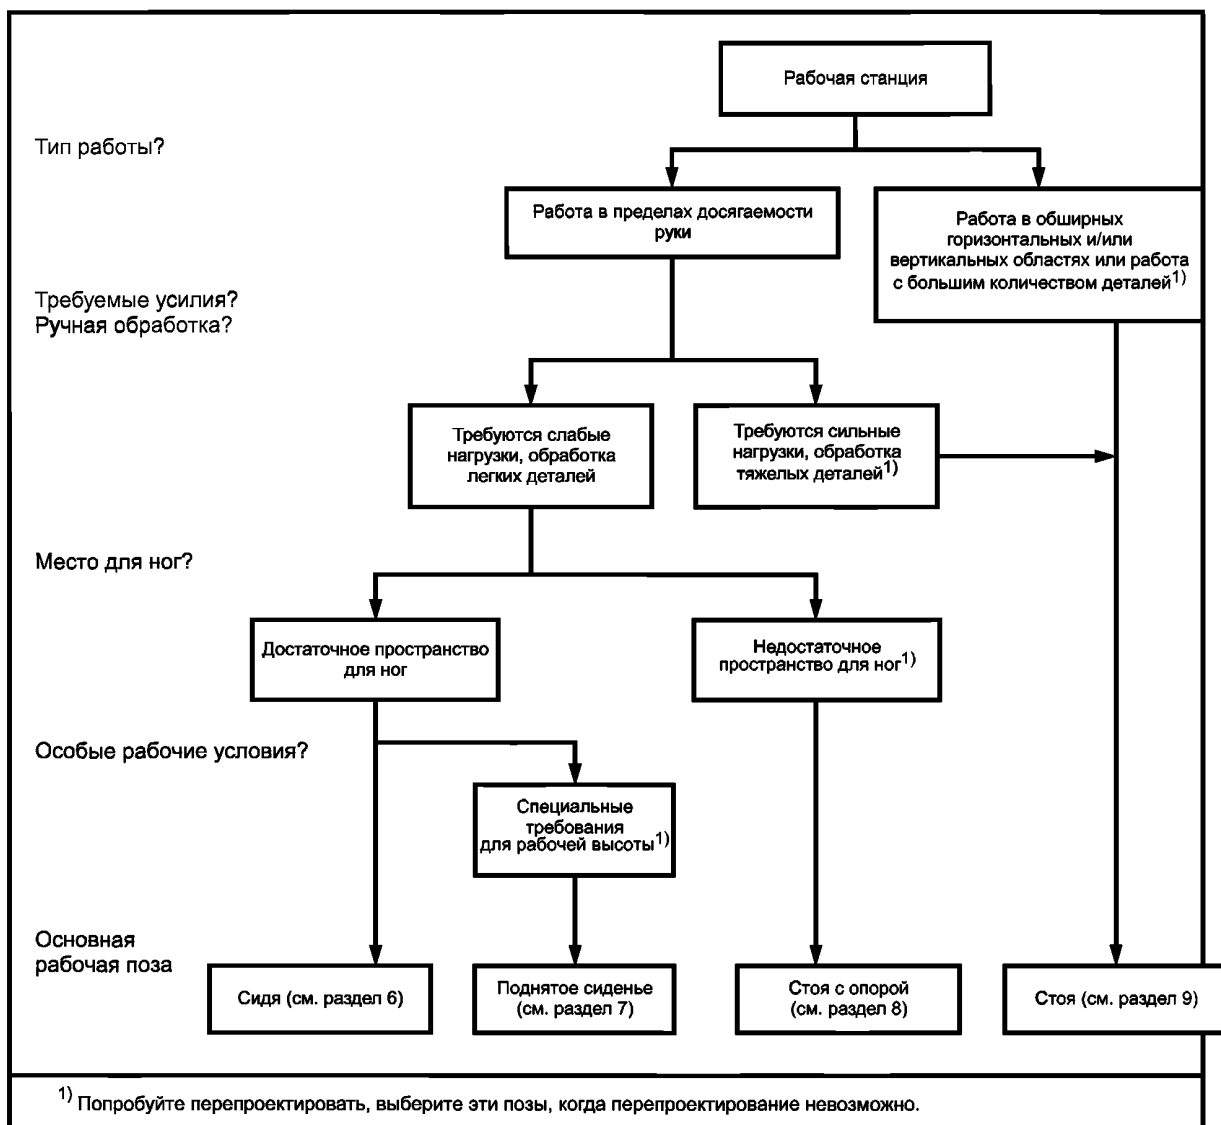 Рабочая станция
Тип работы?
Работа в пределах досягаемости
руки
Работа в обширных
горизонтальных и/или
вертикальных областях или работа
с большим количеством деталей1)
Требуемые усилия?
Ручная обработка?
Требуются слабые
нагрузки, обработка
легких деталей
Требуются сильные
нагрузки, обработка
тяжелых деталей1)
Место для ног?
Достаточное пространство
для ног
Недостаточное
пространство для ног1)
Особые рабочие условия?
Специальные
требования
для рабочей высоты1)
Основная
рабочая поза
Сидя (см. раздел 6)
Поднятое сиденье
(см. раздел 7)
Стоя с опорой
(см. раздел 8)
Стоя (см. раздел 9)
1) Попробуйте перепроектировать, выберите эти позы, когда перепроектирование невозможно.